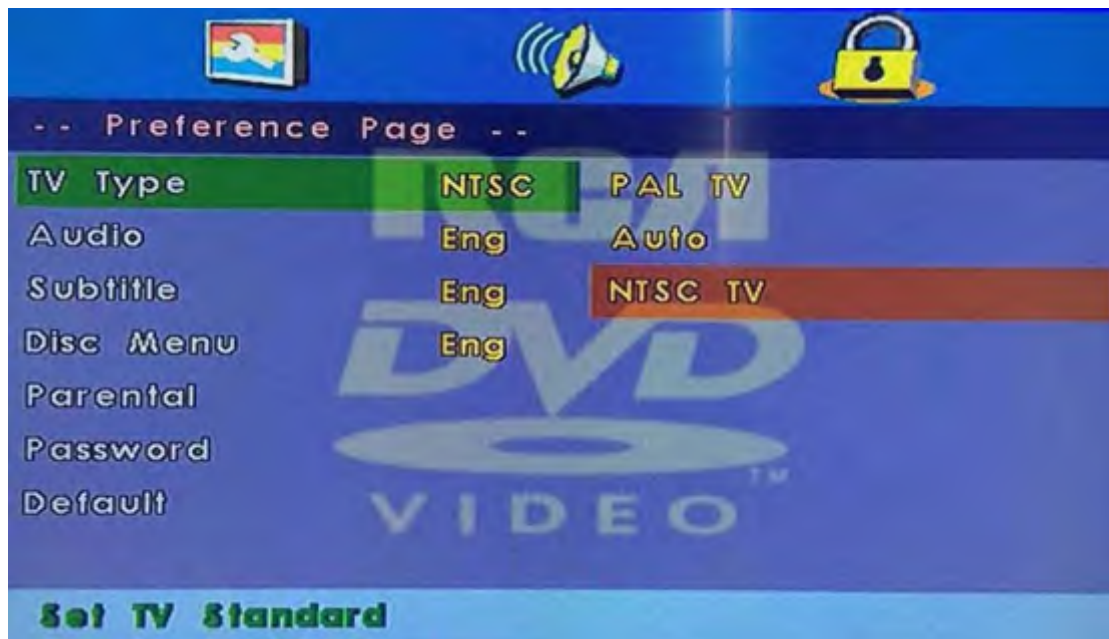 -- Preference Page --
TV Type NTSC PAL TV
Audio Eng Auto
Subtitle Eng NTSC TV
Disc Menu Eng
Parental
Password
Default
RCA
DVD
VIDEO
TM
Set TV Standard